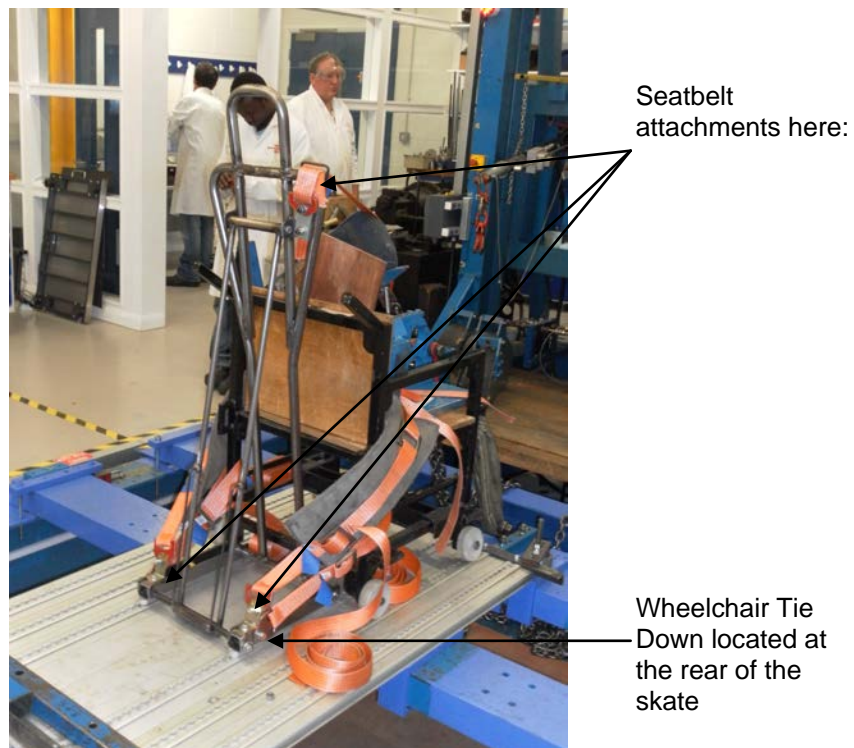 Seatbelt
attachments here:
Wheelchair Tie
Down located at
the rear of the
skate